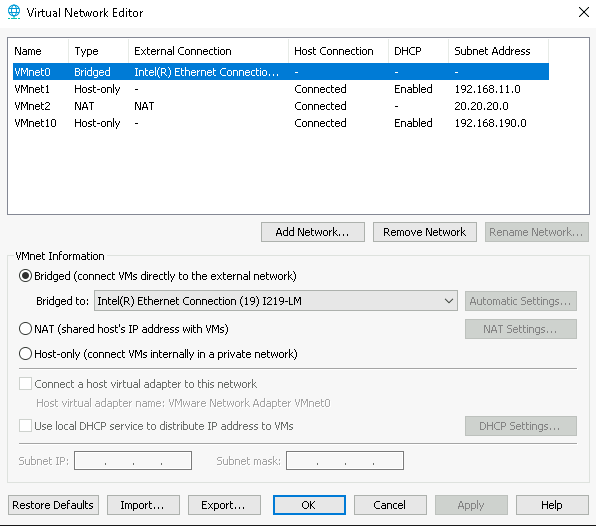 Virtual Network Editor
Name Type External Connection Host Connection DHCP Subnet Address
VMnet0 Bridged Intel(R) Ethernet Connectio... - - -
VMnet1 Host-only - Connected Enabled 192.168.11.0
VMnet2 NAT NAT Connected - 20.20.20.0
VMnet10 Host-only - Connected Enabled 192.168.190.0
Add Network... Remove Network Rename Network...
VMnet Information
Bridged (connect VMs directly to the external network)
Bridged to: Intel(R) Ethernet Connection (19) I219-LM Automatic Settings...
NAT (shared host's IP address with VMs) NAT Settings...
Host-only (connect VMs internally in a private network)
Connect a host virtual adapter to this network
Host virtual adapter name: VMware Network Adapter VMnet0
Use local DHCP service to distribute IP address to VMs DHCP Settings...
Subnet IP: . . . Subnet mask: . . .
Restore Defaults Import... Export... OK Cancel Apply Help